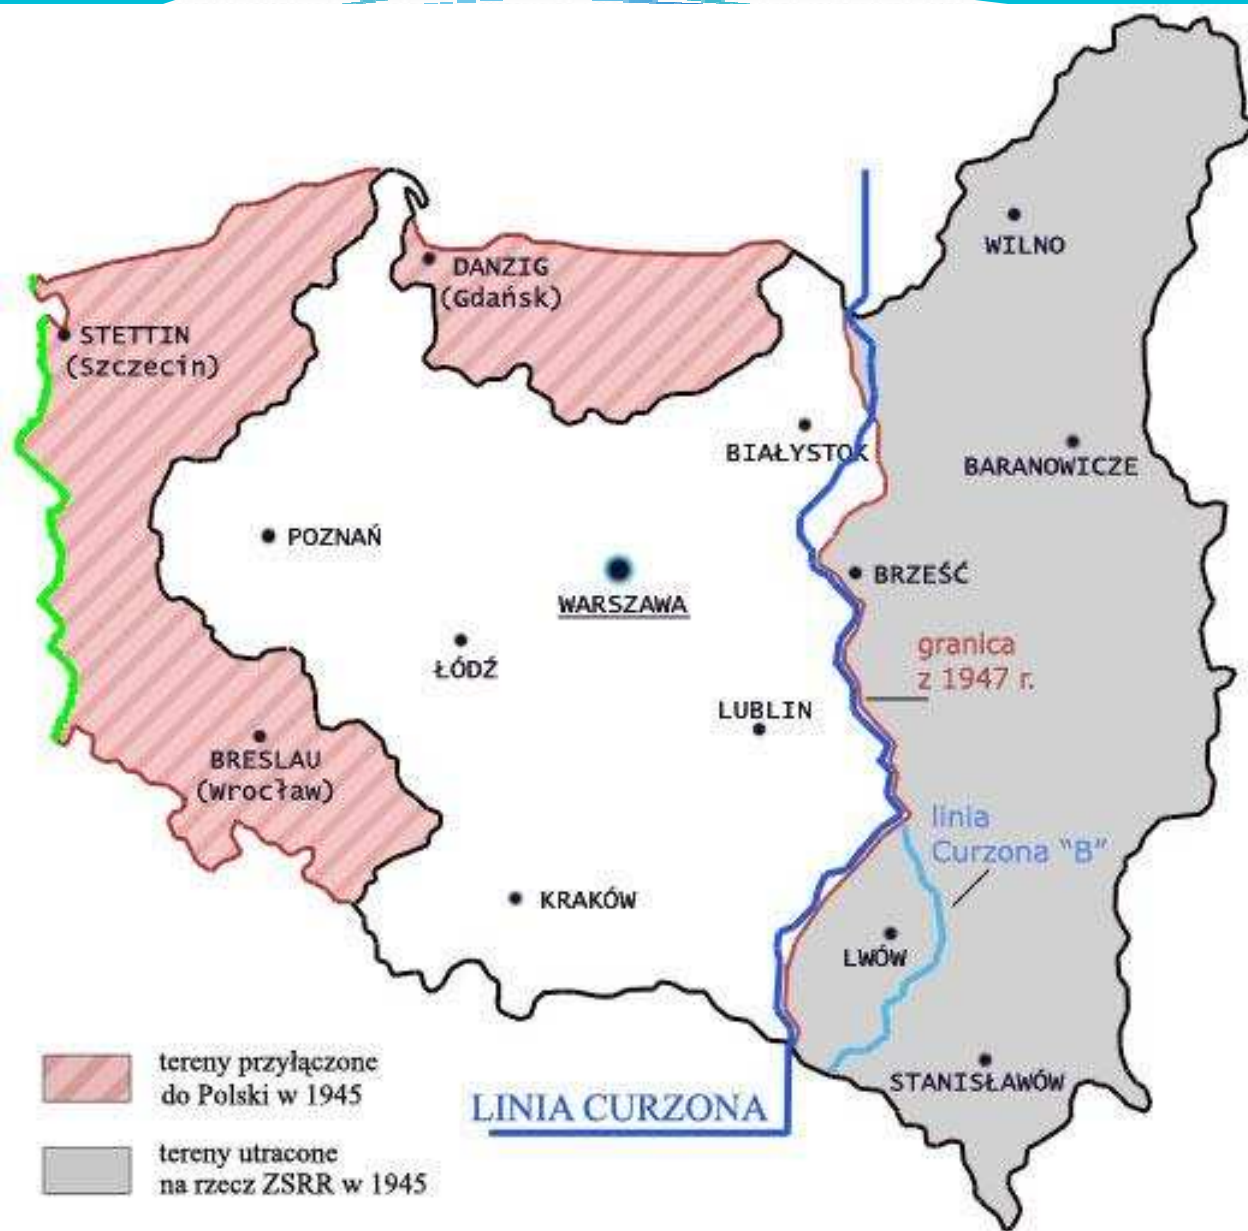 WILNO
DANZIG
(Gdańsk)
STETTIN
(Szczecin)
BIAŁYSTOK
BARANOWICZE
POZNAŃ
BRZEŚĆ
WARSZAWA
granica
z 1947 r.
ŁÓDŹ
LUBLIN
BRESLAU
(Wrocław)
linia
Curzona "B"
KRAKÓW
LWÓW
STANISŁAWÓW
tereny przyłączone
do Polski w 1945
LINIA CURZONA
tereny utracone
na rzecz ZSRR w 1945